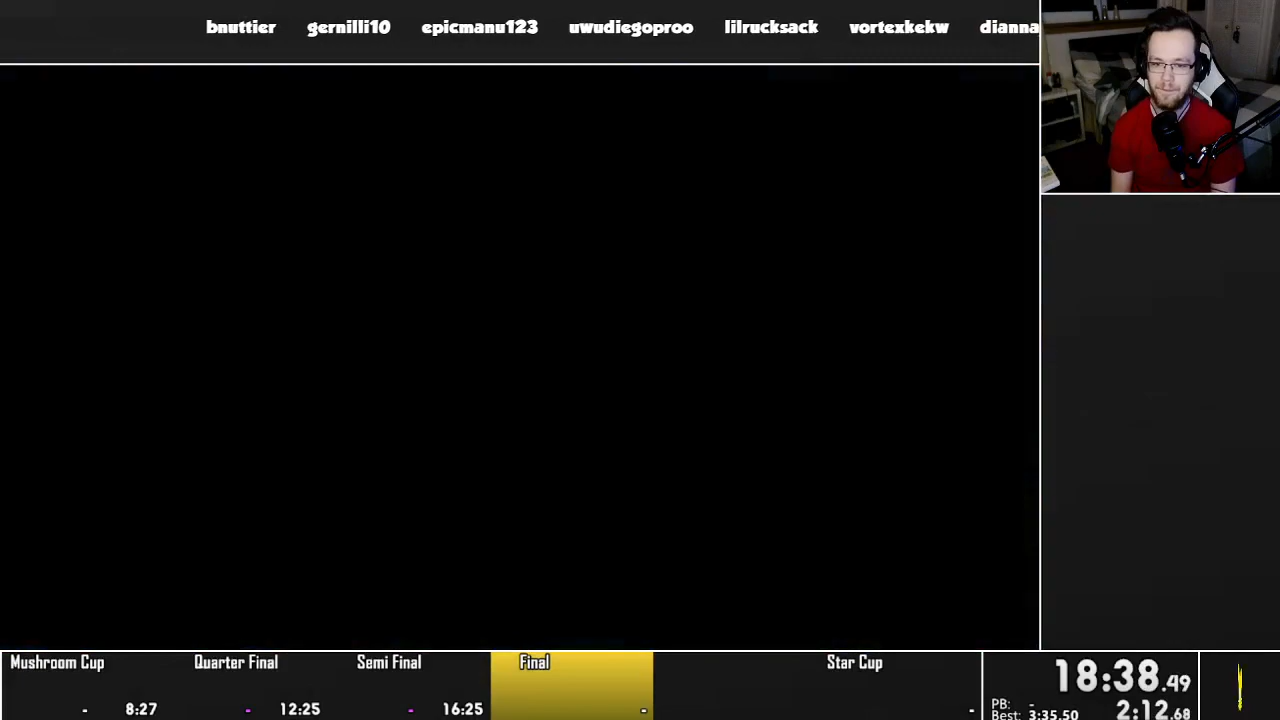 bnuttier gernilli10 epicmanu123 uwudiegoproo lilrucksack vortexkekw dianna
Mushroom Cup Quarter Final Semi Final Final Star Cup
- 8:27 - 12:25 - 16:25 - -
18:38.49
PB: -
Best: 3:35.50 2:12.68